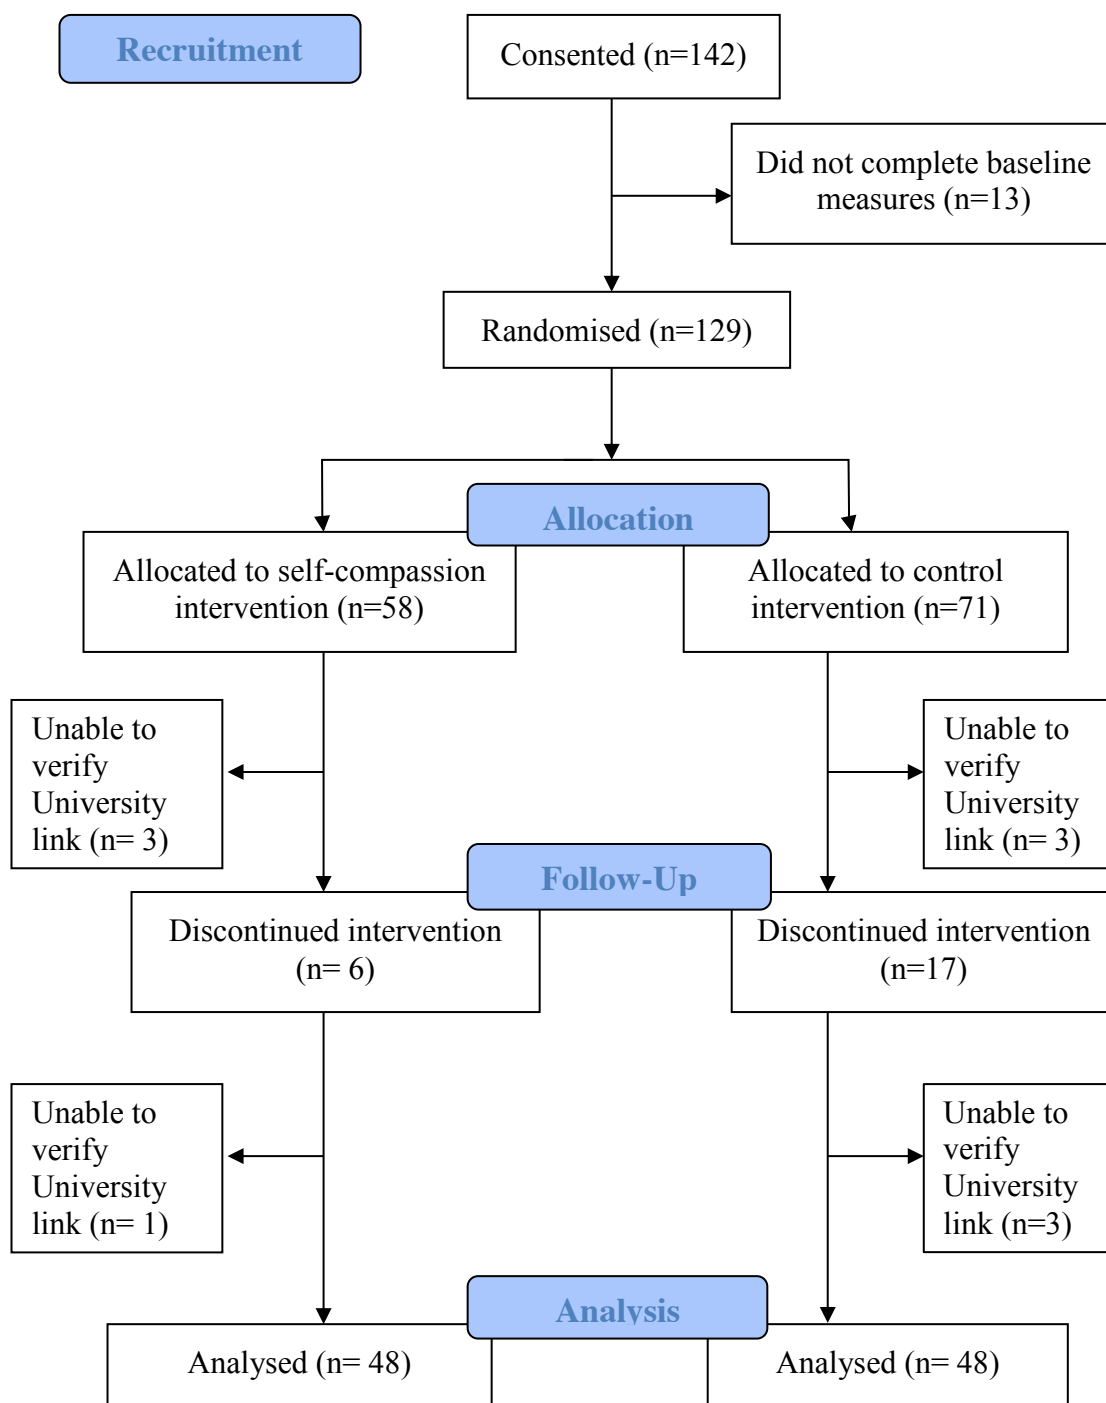 Recruitment
Consented (n=142)
Did not complete baseline
measures (n=13)
Randomised (n=129)
Allocation
Allocated to self-compassion
intervention (n=58)
Allocated to control
intervention (n=71)
Unable to
verify
University
link (n= 3)
Unable to
verify
University
link (n= 3)
Follow-Up
Discontinued intervention
(n= 6)
Discontinued intervention
(n=17)
Unable to
verify
University
link (n= 1)
Unable to
verify
University
link (n=3)
Analysis
Analysed (n= 48)
Analysed (n= 48)